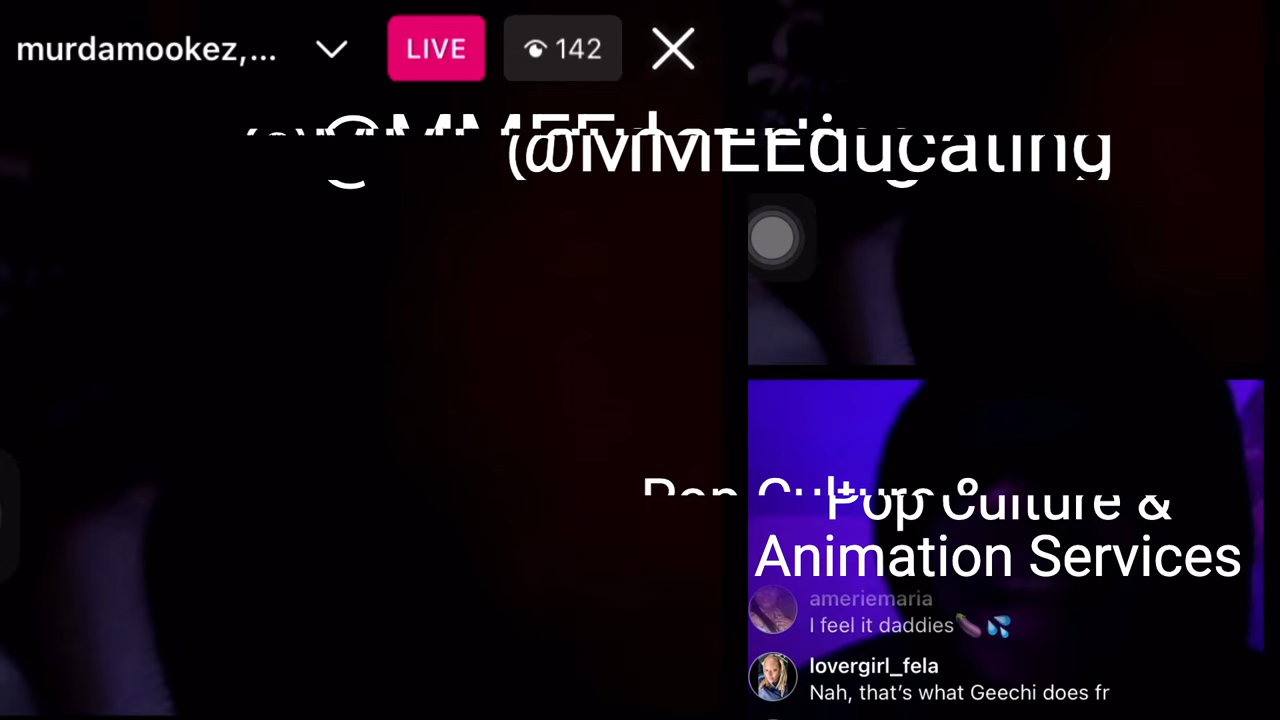 murdamookez,...
LIVE
142
@MMEEducating
Pop Culture &
Animation Services
ameriemaria
I feel it daddies🍆💦
lovergirl_fela
Nah, that's what Geechi does fr